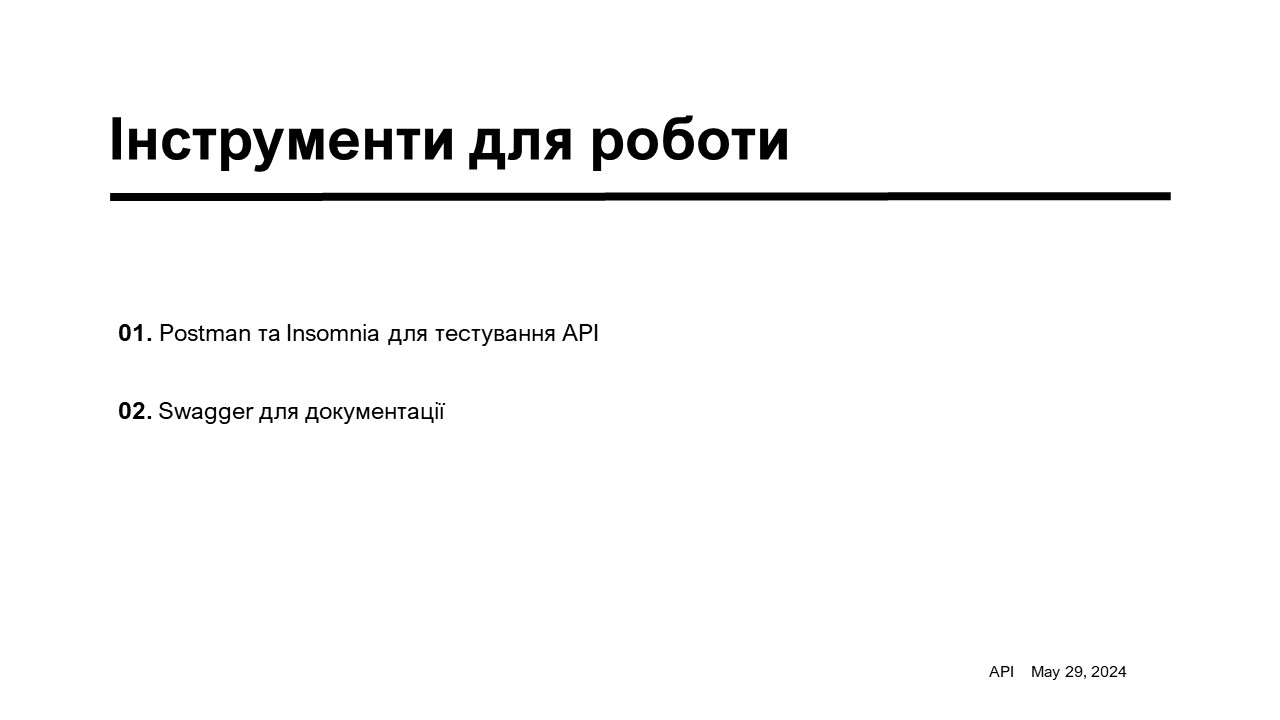 Інструменти для роботи
01. Postman та Insomnia для тестування API
02. Swagger для документації
API May 29, 2024